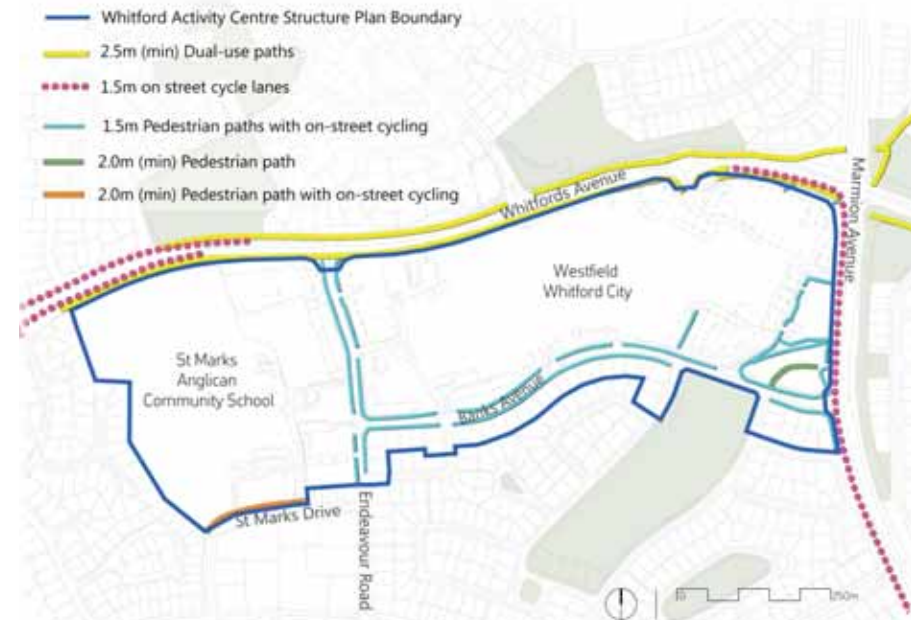 Whitford Activity Centre Structure Plan Boundary
2.5m (min) Dual-use paths
1.5m on street cycle lanes
1.5m Pedestrian paths with on-street cycling
2.0m (min) Pedestrian path
2.0m (min) Pedestrian path with on-street cycling
Whitfords Avenue
Marmion Avenue
Westfield
Whitford City
St Marks
Anglican
Community School
Banks Avenue
St Marks Drive
Endeavour Road
0
250m